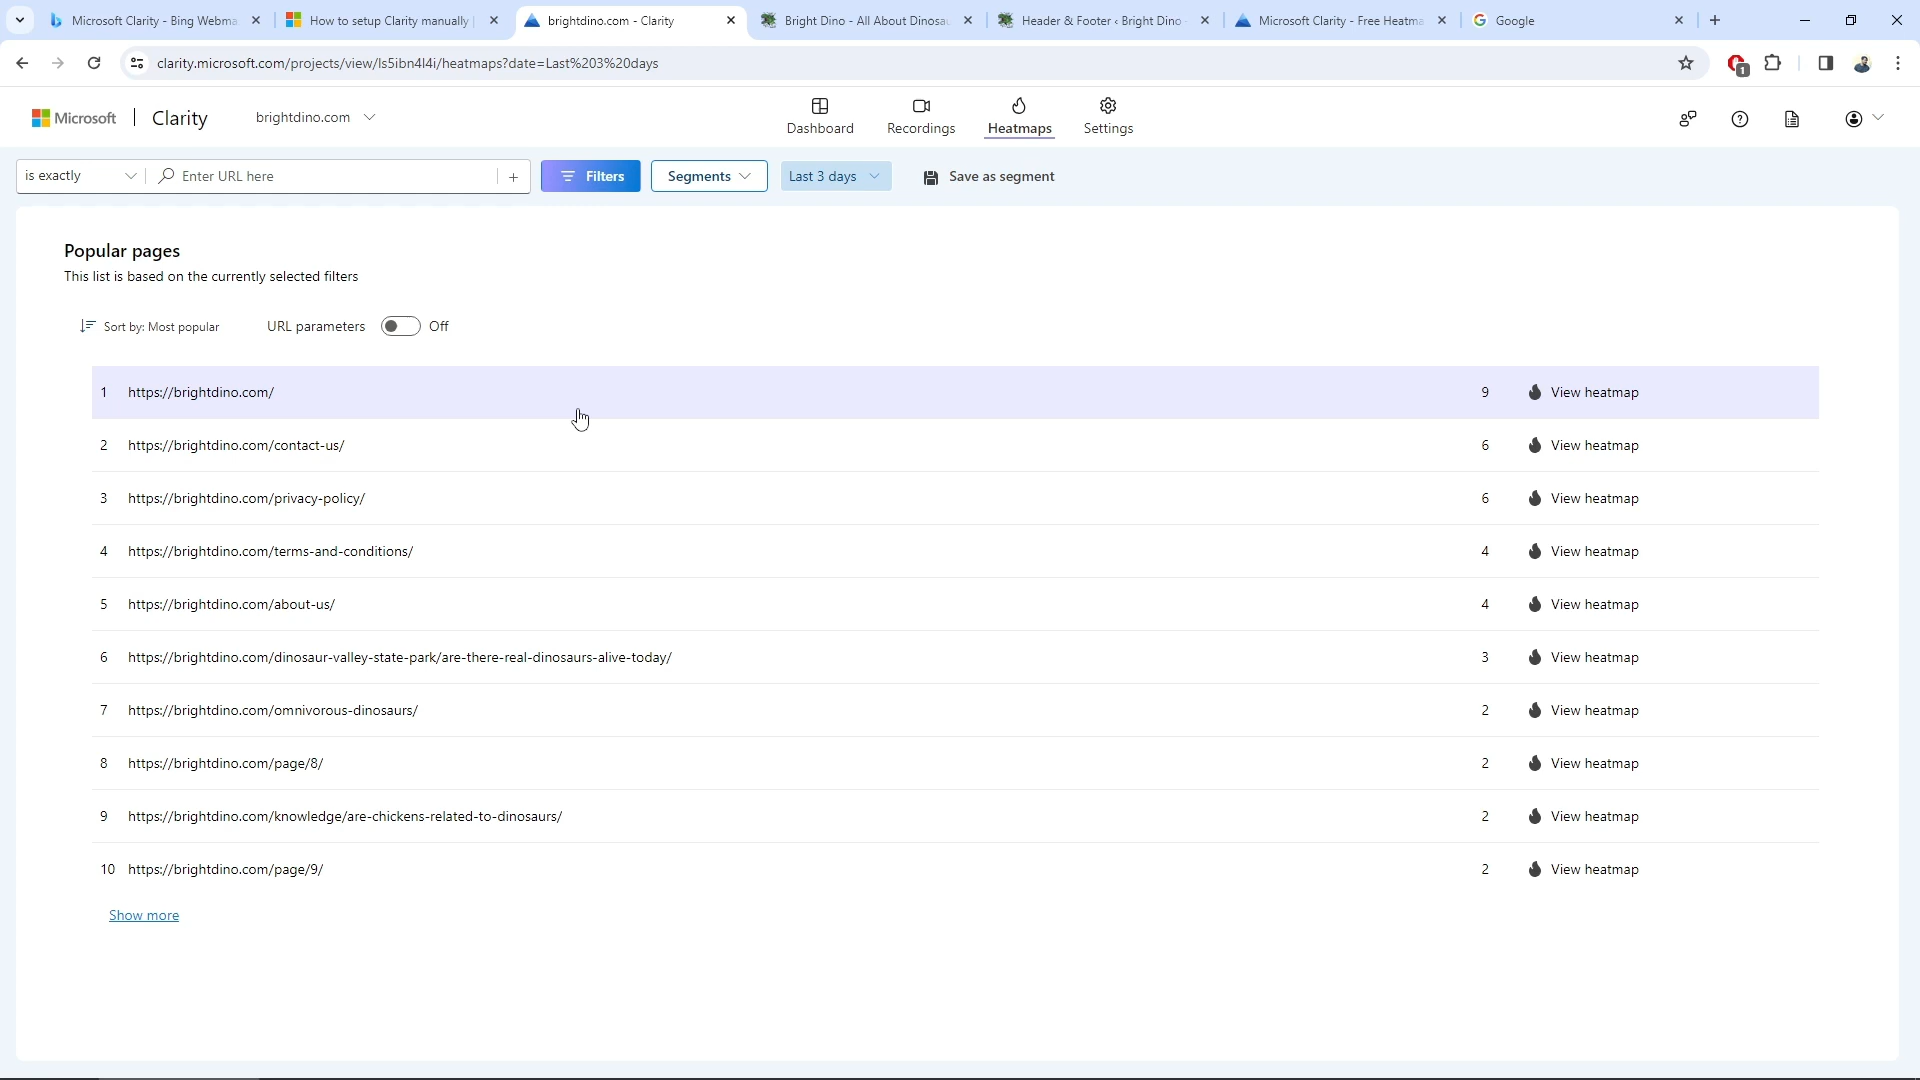 Microsoft Clarity - Bing Webma
How to setup Clarity manually
brightdino.com - Clarity
Bright Dino - All About Dinosau
Header & Footer ‹ Bright Dino -
Microsoft Clarity - Free Heatma
Google
clarity.microsoft.com/projects/view/ls5ibn4l4i/heatmaps?date=Last%203%20days
1
Microsoft
Clarity
brightdino.com
Dashboard
Recordings
Heatmaps
Settings
is exactly
Enter URL here
+
Filters
Segments
Last 3 days
Save as segment
Popular pages
This list is based on the currently selected filters
Sort by: Most popular
URL parameters
Off
1 https://brightdino.com/ 9 View heatmap
2 https://brightdino.com/contact-us/ 6 View heatmap
3 https://brightdino.com/privacy-policy/ 6 View heatmap
4 https://brightdino.com/terms-and-conditions/ 4 View heatmap
5 https://brightdino.com/about-us/ 4 View heatmap
6 https://brightdino.com/dinosaur-valley-state-park/are-there-real-dinosaurs-alive-today/ 3 View heatmap
7 https://brightdino.com/omnivorous-dinosaurs/ 2 View heatmap
8 https://brightdino.com/page/8/ 2 View heatmap
9 https://brightdino.com/knowledge/are-chickens-related-to-dinosaurs/ 2 View heatmap
10 https://brightdino.com/page/9/ 2 View heatmap
Show more